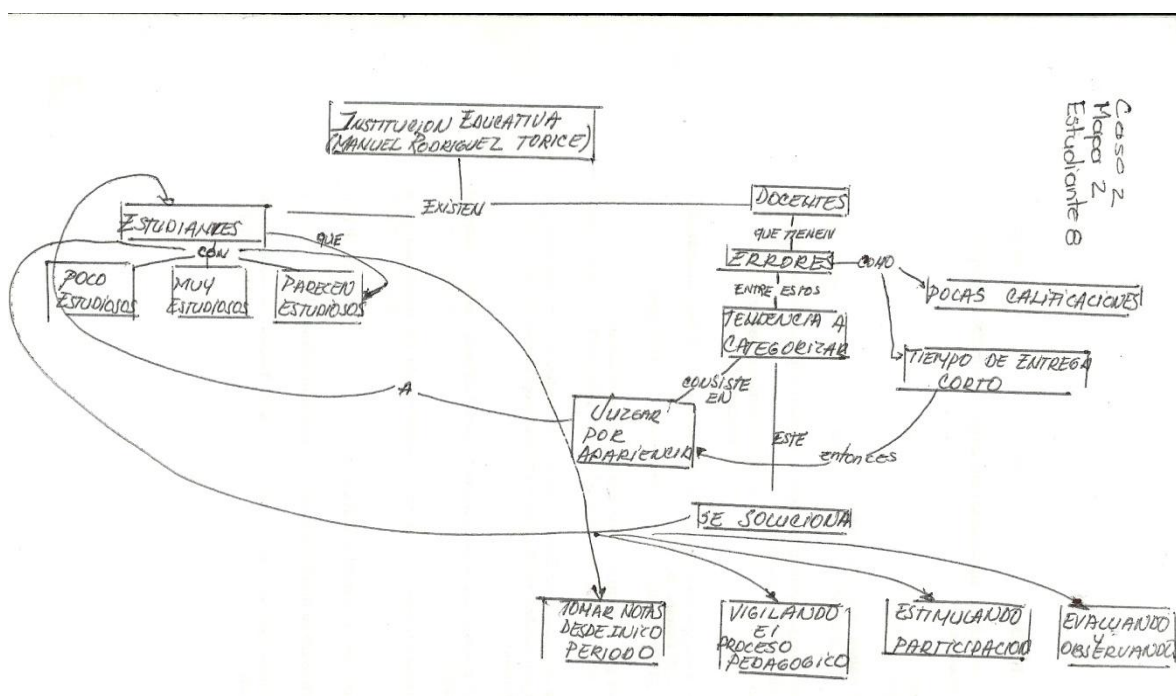 Caso 2
Mapa 2
Estudiante 8
INSTITUCION EDUCATIVA
(MANUEL RODRIGUEZ TORICE)
EXISTEN
ESTUDIANTES
DOCENTES
QUE
CON
QUE TIENEN
POCO
ESTUDIOSOS
MUY
ESTUDIOSOS
PARECEN
ESTUDIOSOS
ERRORES
COMO
ENTRE ESTOS
POCAS CALIFICACIONES
TENDENCIA A
CATEGORIZAR
TIEMPO DE ENTREGA
CORTO
CONSISTE
EN
A
JUZGAR
POR
APARIENCIA
ESTE
entonces
SE SOLUCIONA
TOMAR NOTAS
DESDE INICO
PERIODO
VIGILANDO
El
PROCESO
PEDAGOGICO
ESTIMULANDO
PARTICIPACION
EVALUANDO
Y
OBSERVANDO